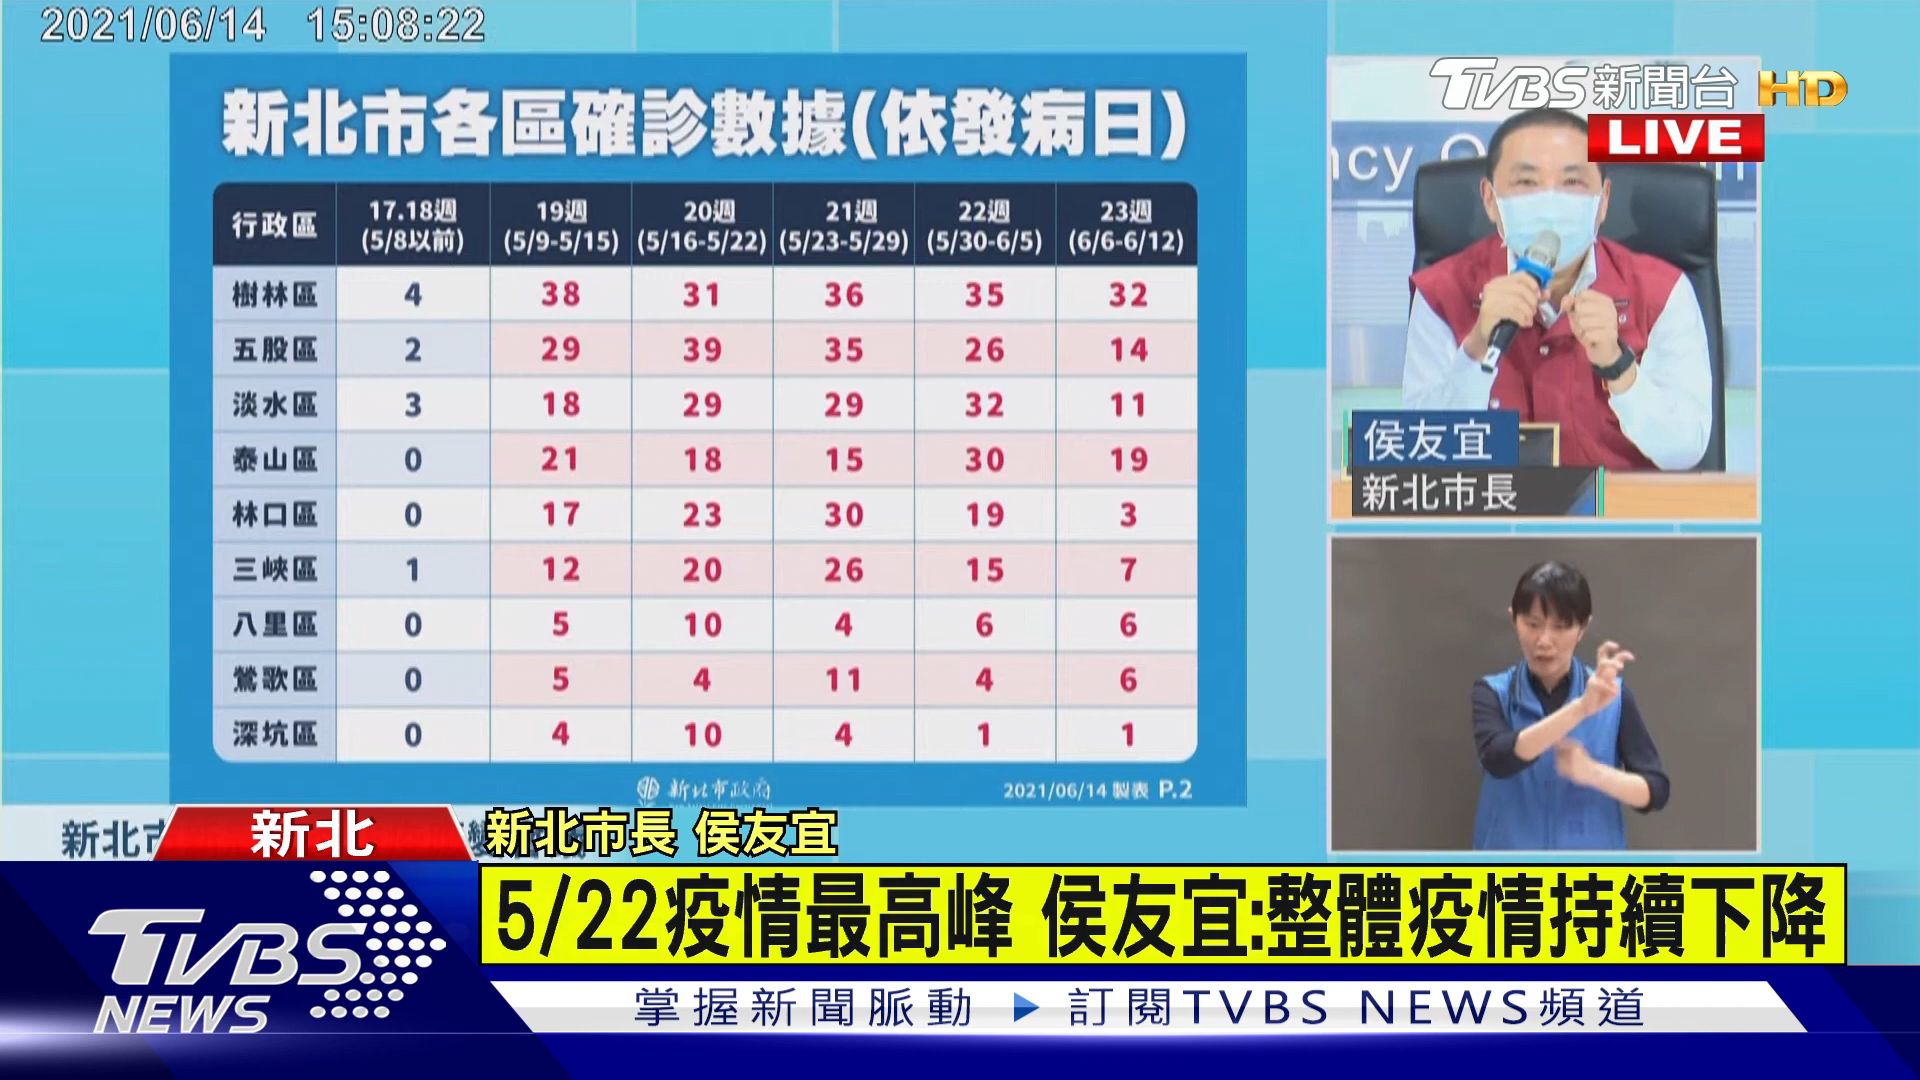 2021/06/14 15:08:22
新北市各區確診數據(依發病日)
行政區 17.18週 (5/8以前) 19週 (5/9-5/15) 20週 (5/16-5/22) 21週 (5/23-5/29) 22週 (5/30-6/5) 23週 (6/6-6/12)
樹林區 4 38 31 36 35 32
五股區 2 29 39 35 26 14
淡水區 3 18 29 29 32 11
泰山區 0 21 18 15 30 19
林口區 0 17 23 30 19 3
三峽區 1 12 20 26 15 7
八里區 0 5 10 4 6 6
鶯歌區 0 5 4 11 4 6
深坑區 0 4 10 4 1 1
新北市政府
2021/06/14 製表 P.2
TVBS新聞台 HD
LIVE
侯友宜
新北市長
新北市
新北
新北市長 侯友宜
5/22疫情最高峰 侯友宜:整體疫情持續下降
TVBS
NEWS
掌握新聞脈動 ▶ 訂閱TVBS NEWS頻道